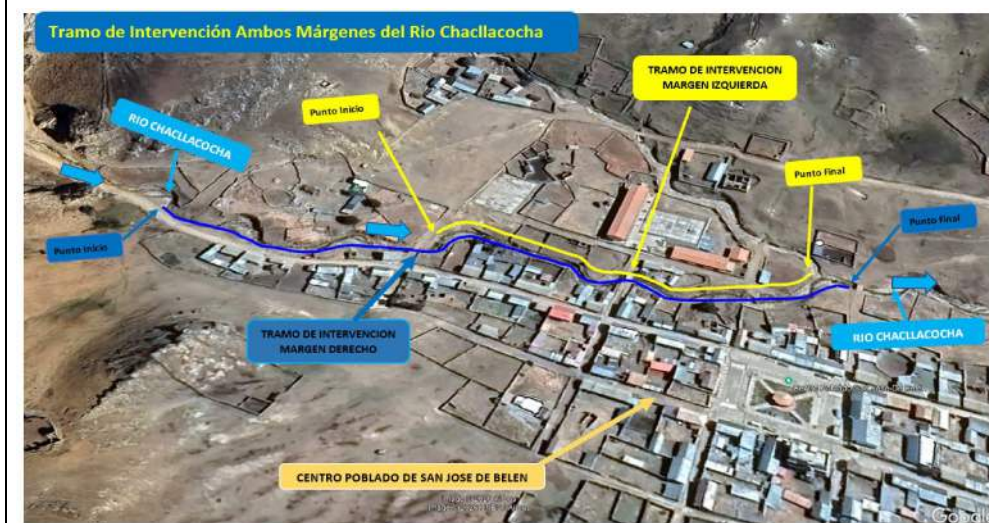 Tramo de Intervención Ambos Márgenes del Rio Chacllacocha
TRAMO DE INTERVENCION
MARGEN IZQUIERDA
Punto Inicio
RIO CHACLLACOCHA
Punto Final
Punto final
Punto Inicio
TRAMO DE INTERVENCION
MARGEN DERECHO
RIO CHACLLACOCHA
CENTRO POBLADO DE SAN JOSE DE BELEN
Google